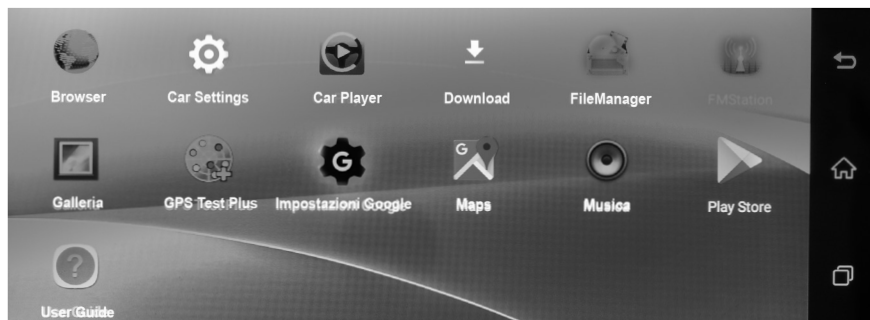 Browser Car Settings Car Player Download FileManager FMStation
Galleria GPS Test Plus Impostazioni Google Maps Musica Play Store
User Guide